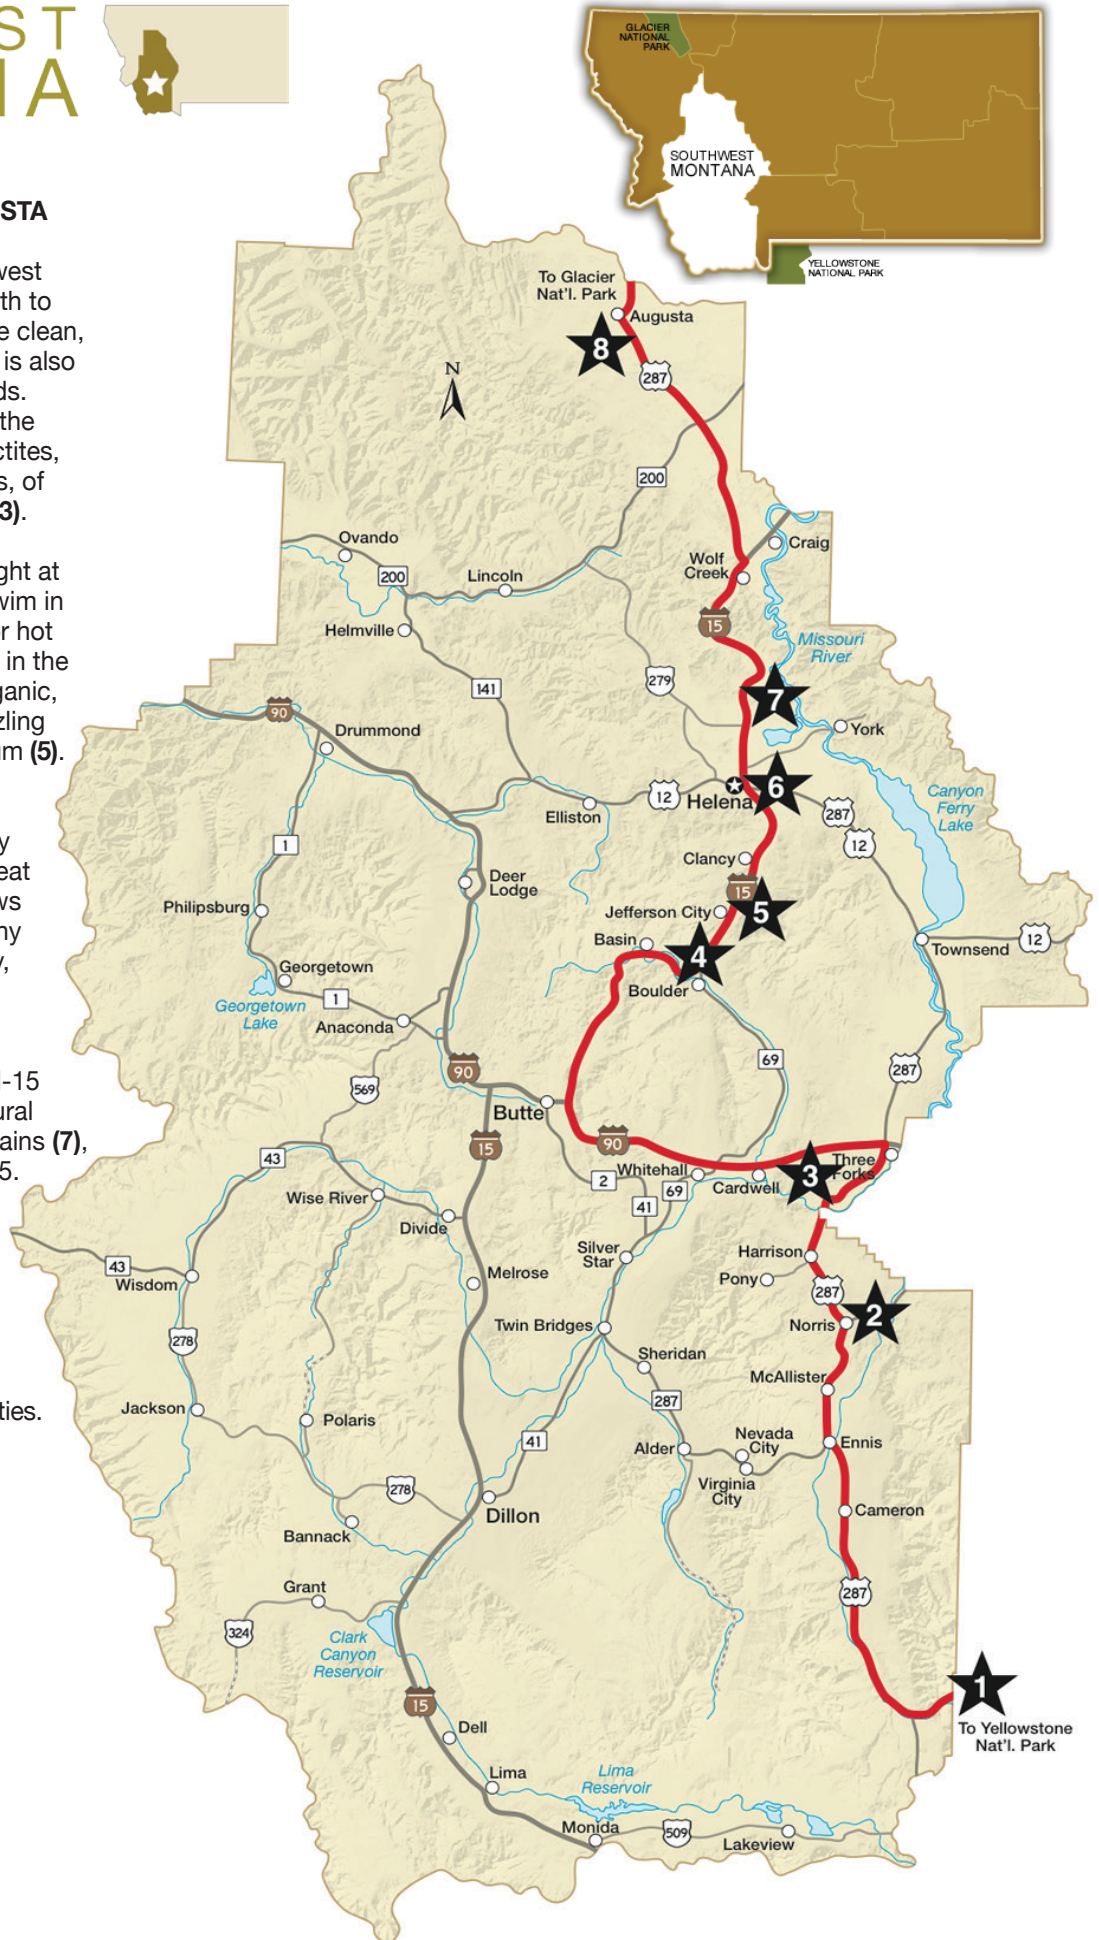 ST
IA
STA
west
th to
e clean,
is also
ds.
the
ctites,
s, of
3).
ght at
wim in
r hot
in the
ganic,
zling
m (5).
y
eat
ws
ny
y,
I-15
ural
ains (7),
5.
ties.
GLACIER
NATIONAL
PARK
SOUTHWEST
MONTANA
YELLOWSTONE
NATIONAL PARK
To Glacier
Nat'l. Park
Augusta
8
287
N
200
Ovando
200
Lincoln
Craig
Wolf
Creek
Helmville
15
Missouri
River
279
141
7
90
Drummond
York
6
12
Helena
Elliston
287
12
Canyon
Ferry
Lake
1
Clancy
15
Deer
Lodge
5
Philipsburg
Jefferson City
Basin
4
Townsend
12
Georgetown
Boulder
1
Georgetown
Lake
Anaconda
69
287
90
569
Butte
15
90
43
Three
Forks
3
Whitehall
2
69
Cardwell
Wise River
41
Divide
Silver
Star
Harrison
43
Wisdom
Melrose
Pony
287
2
Norris
Twin Bridges
278
Sheridan
McAllister
287
Jackson
Polaris
41
Alder
Nevada
City
Ennis
Virginia
City
278
Dillon
Cameron
Bannack
Grant
287
324
Clark
Canyon
Reservoir
1
15
To Yellowstone
Nat'l. Park
Dell
Lima
Lima
Reservoir
Monida
509
Lakeview